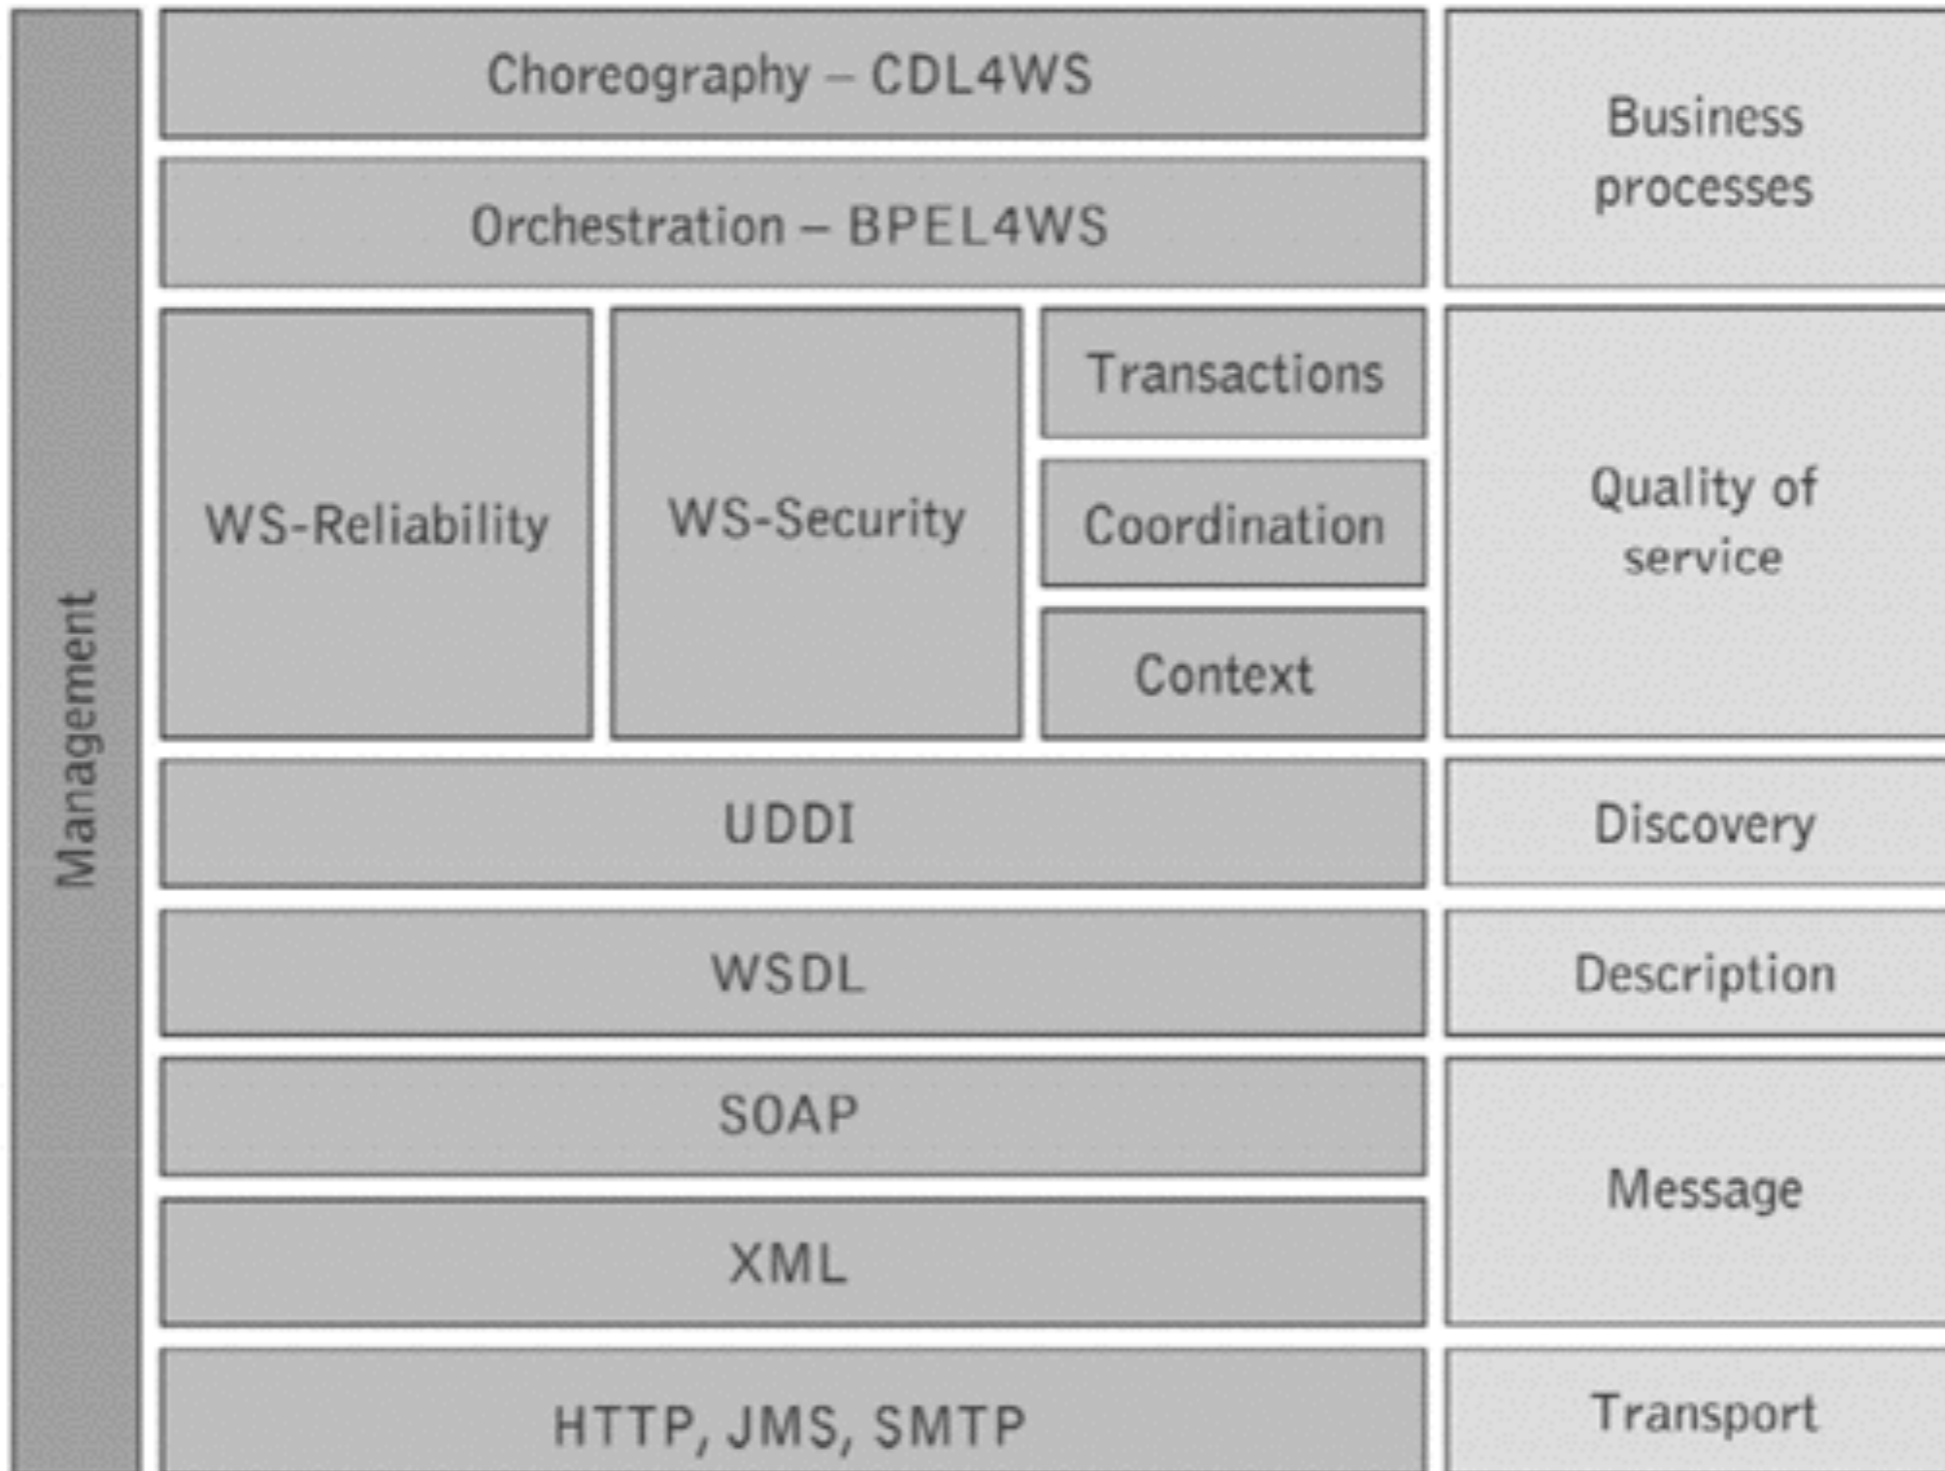 Management
Choreography – CDL4WS
Orchestration – BPEL4WS
Business
processes
WS-Reliability
WS-Security
Transactions
Coordination
Context
Quality of
service
UDDI
Discovery
WSDL
Description
SOAP
XML
Message
HTTP, JMS, SMTP
Transport